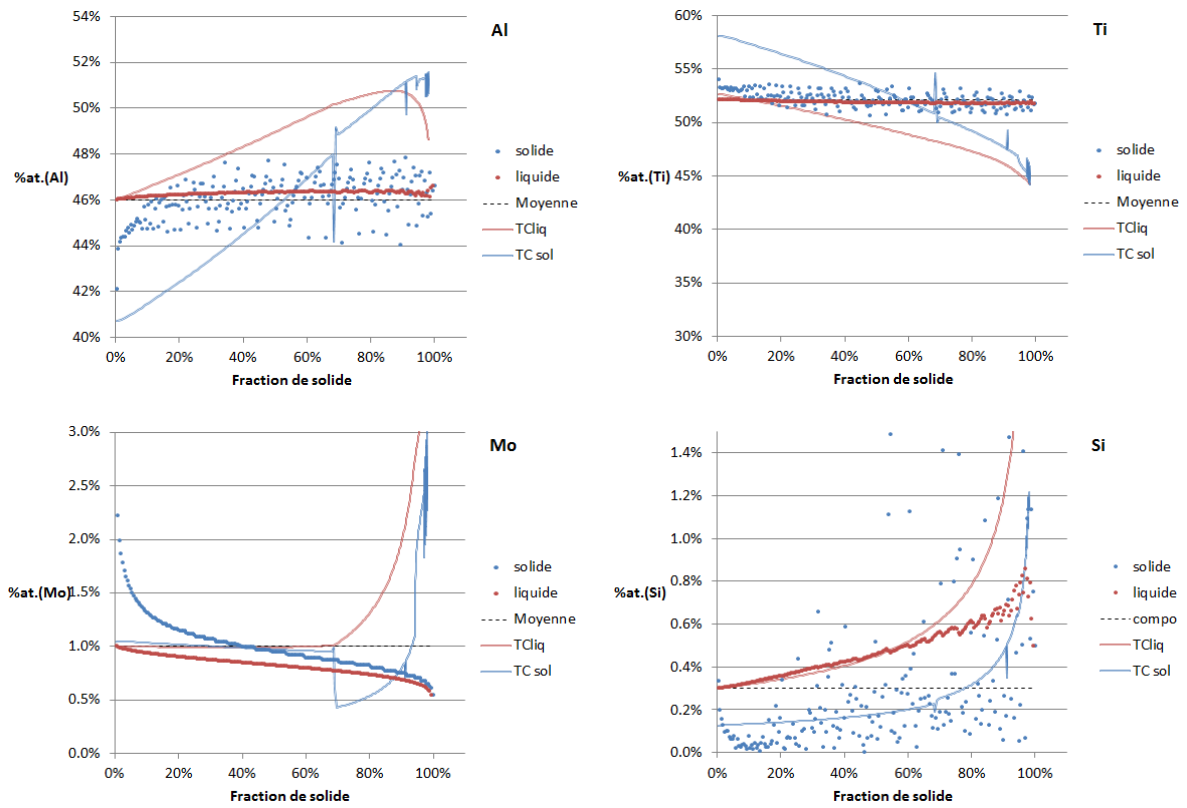 Al
54%
52%
50%
48%
46%
44%
42%
40%
%at.(Al)
0% 20% 40% 60% 80% 100%
Fraction de solide
solide
liquide
Moyenne
TCliq
TC sol
Ti
60%
55%
50%
45%
40%
35%
30%
%at.(Ti)
0% 20% 40% 60% 80% 100%
Fraction de solide
solide
liquide
Moyenne
TCliq
TC sol
Mo
3.0%
2.5%
2.0%
1.5%
1.0%
0.5%
0.0%
%at.(Mo)
0% 20% 40% 60% 80% 100%
Fraction de solide
solide
liquide
Moyenne
TCliq
TC sol
Si
1.4%
1.2%
1.0%
0.8%
0.6%
0.4%
0.2%
0.0%
%at.(Si)
0% 20% 40% 60% 80% 100%
Fraction de solide
solide
liquide
compo
TCliq
TC sol